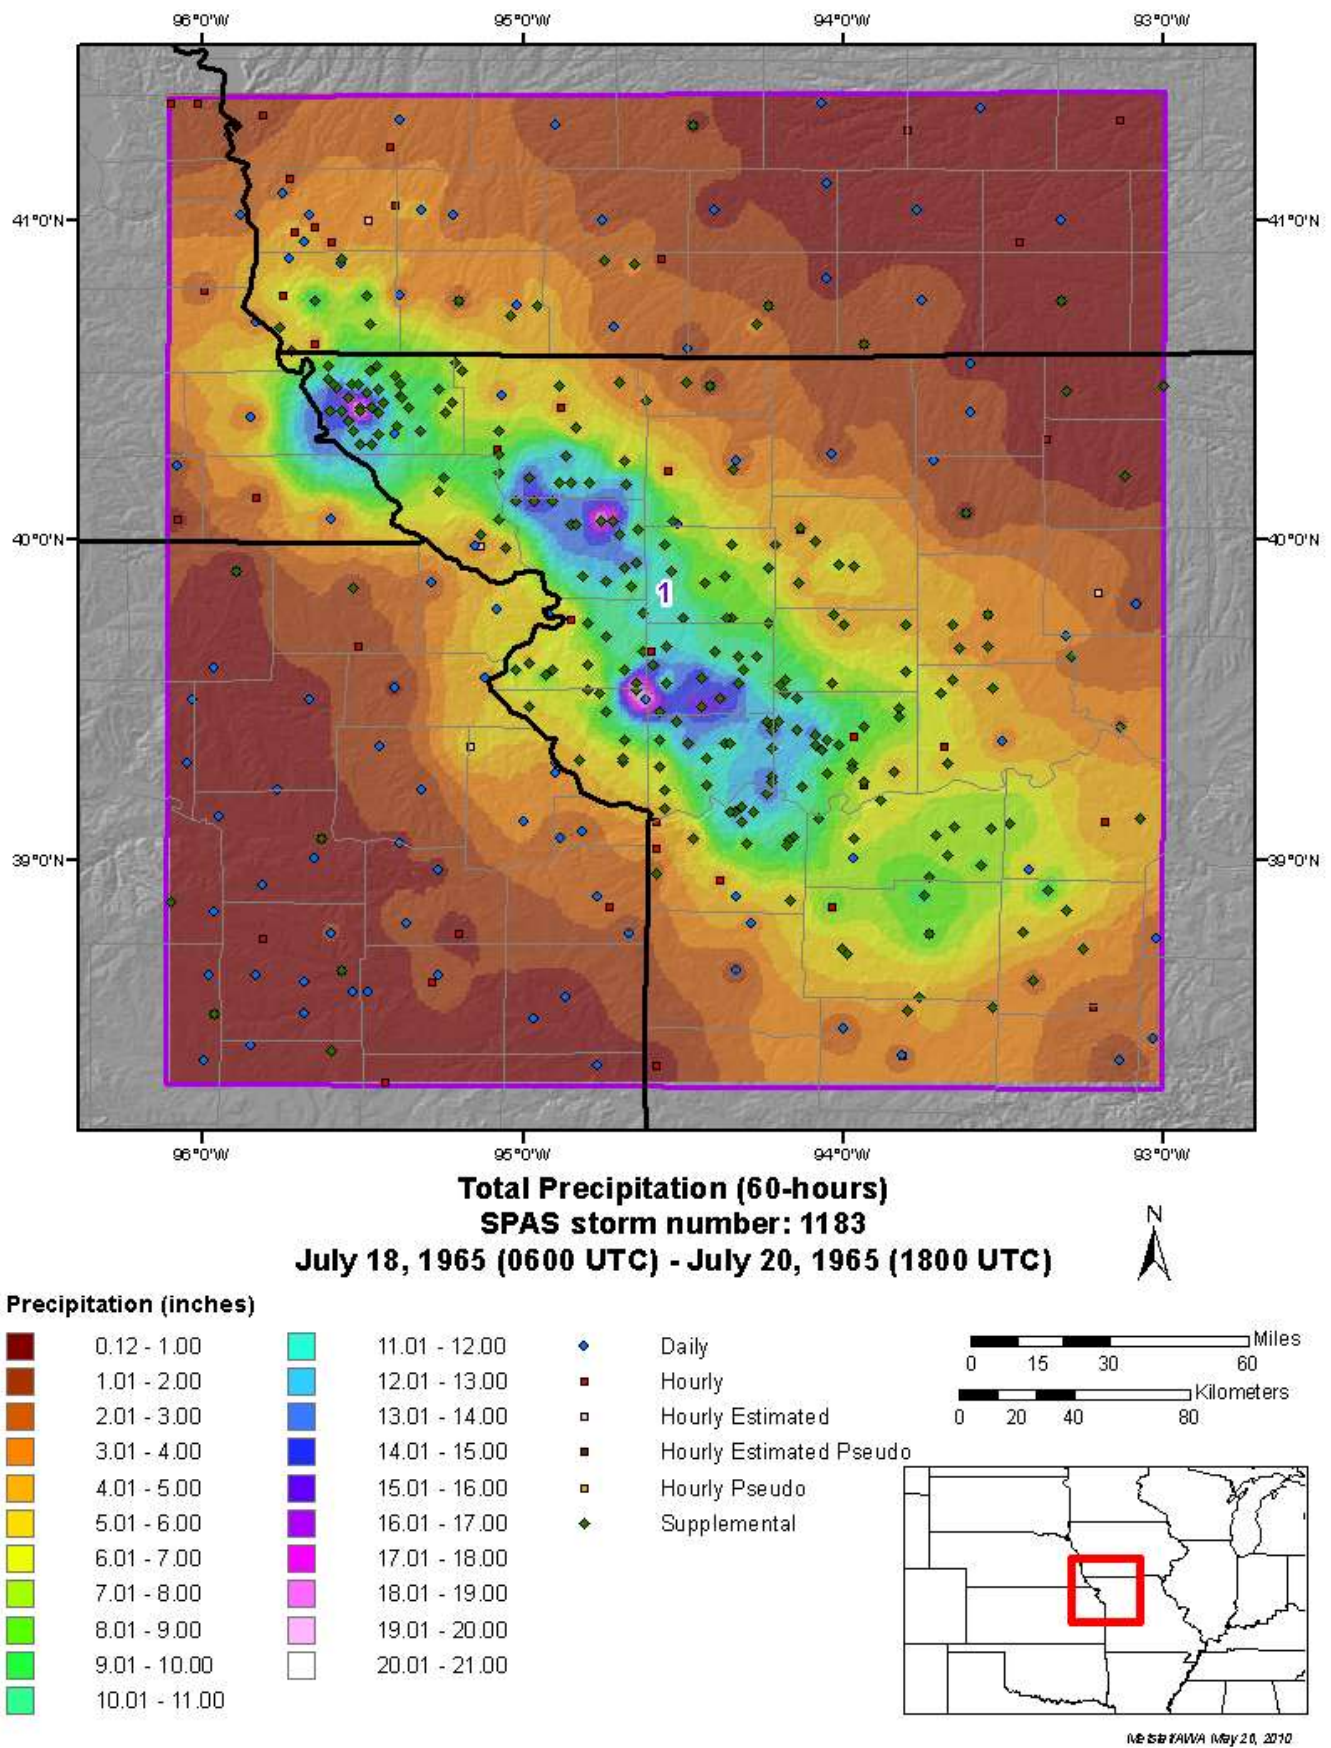 96°0'W 95°0'W 94°0'W 93°0'W
41°0'N 41°0'N
40°0'N 40°0'N
1
39°0'N 39°0'N
96°0'W 95°0'W 94°0'W 93°0'W
Total Precipitation (60-hours)
SPAS storm number: 1183
July 18, 1965 (0600 UTC) - July 20, 1965 (1800 UTC)
N
Precipitation (inches)
0.12 - 1.00
1.01 - 2.00
2.01 - 3.00
3.01 - 4.00
4.01 - 5.00
5.01 - 6.00
6.01 - 7.00
7.01 - 8.00
8.01 - 9.00
9.01 - 10.00
10.01 - 11.00
11.01 - 12.00
12.01 - 13.00
13.01 - 14.00
14.01 - 15.00
15.01 - 16.00
16.01 - 17.00
17.01 - 18.00
18.01 - 19.00
19.01 - 20.00
20.01 - 21.00
Daily
Hourly
Hourly Estimated
Hourly Estimated Pseudo
Hourly Pseudo
Supplemental
Miles
0 15 30 60
Kilometers
0 20 40 80
Metstat/AWA May 26, 2010